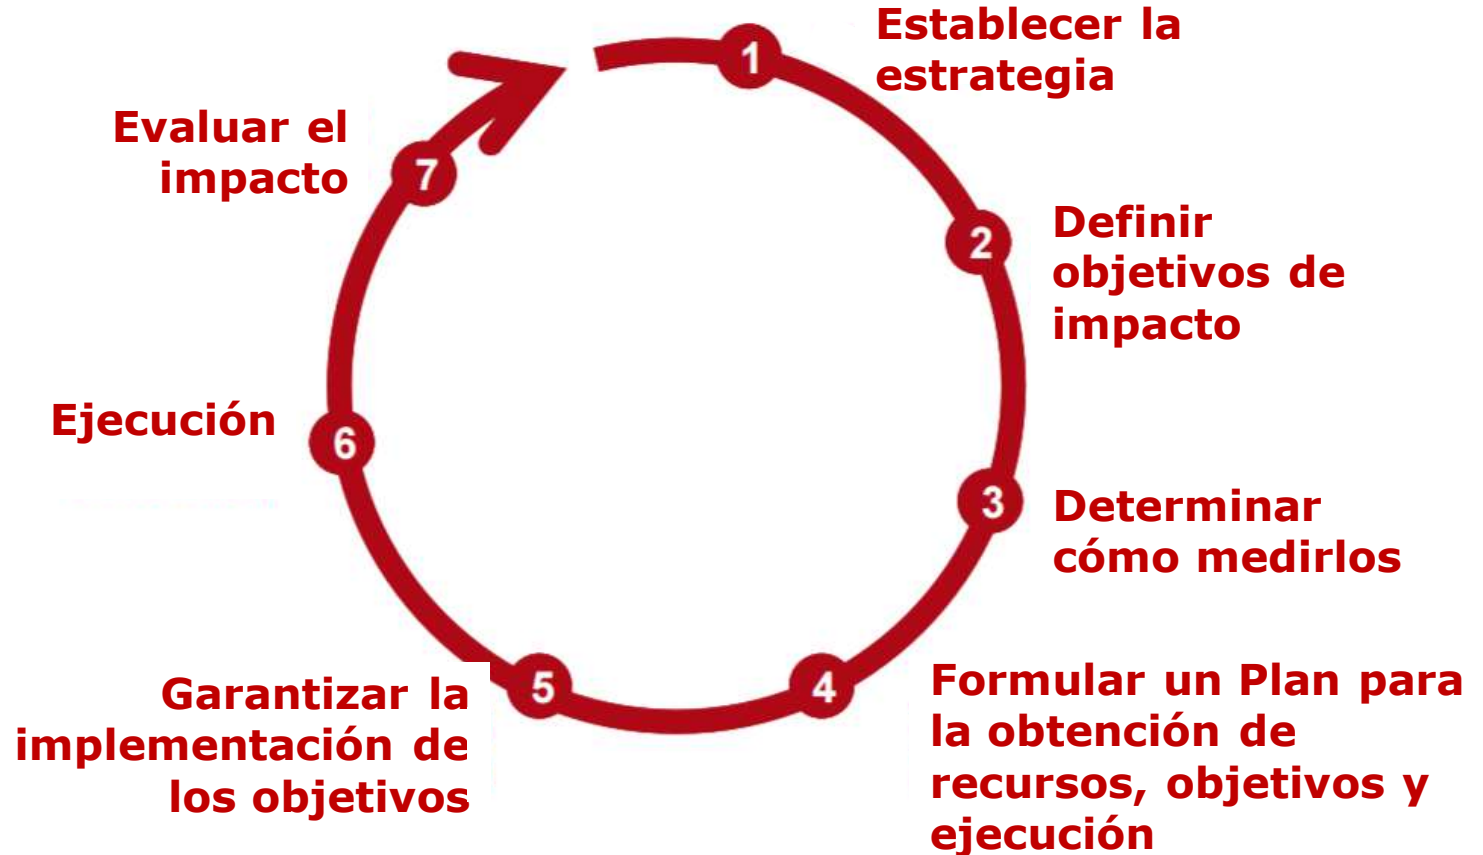 1
Establecer la
estrategia
2
Definir
objetivos de
impacto
3
Determinar
cómo medirlos
4
Formular un Plan para
la obtención de
recursos, objetivos y
ejecución
5
Garantizar la
implementación de
los objetivos
6
Ejecución
7
Evaluar el
impacto